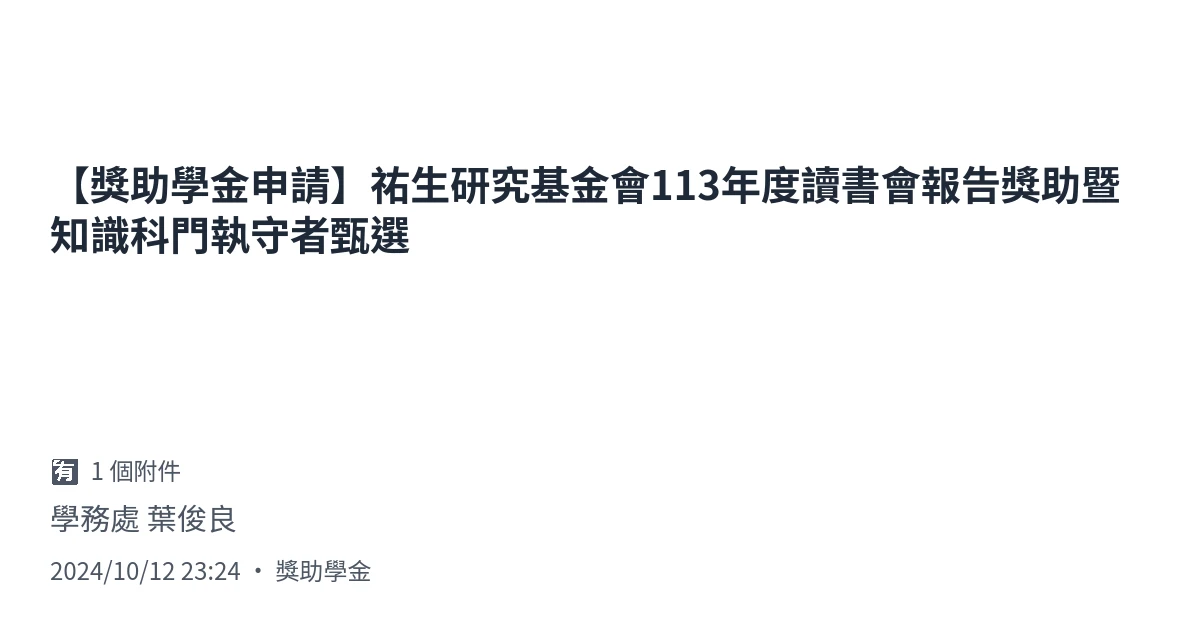 【獎助學金申請】祐生研究基金會113年度讀書會報告獎助暨
知識科門執守者甄選
有 1 個附件
學務處 葉俊良
2024/10/12 23:24 ・ 獎助學金